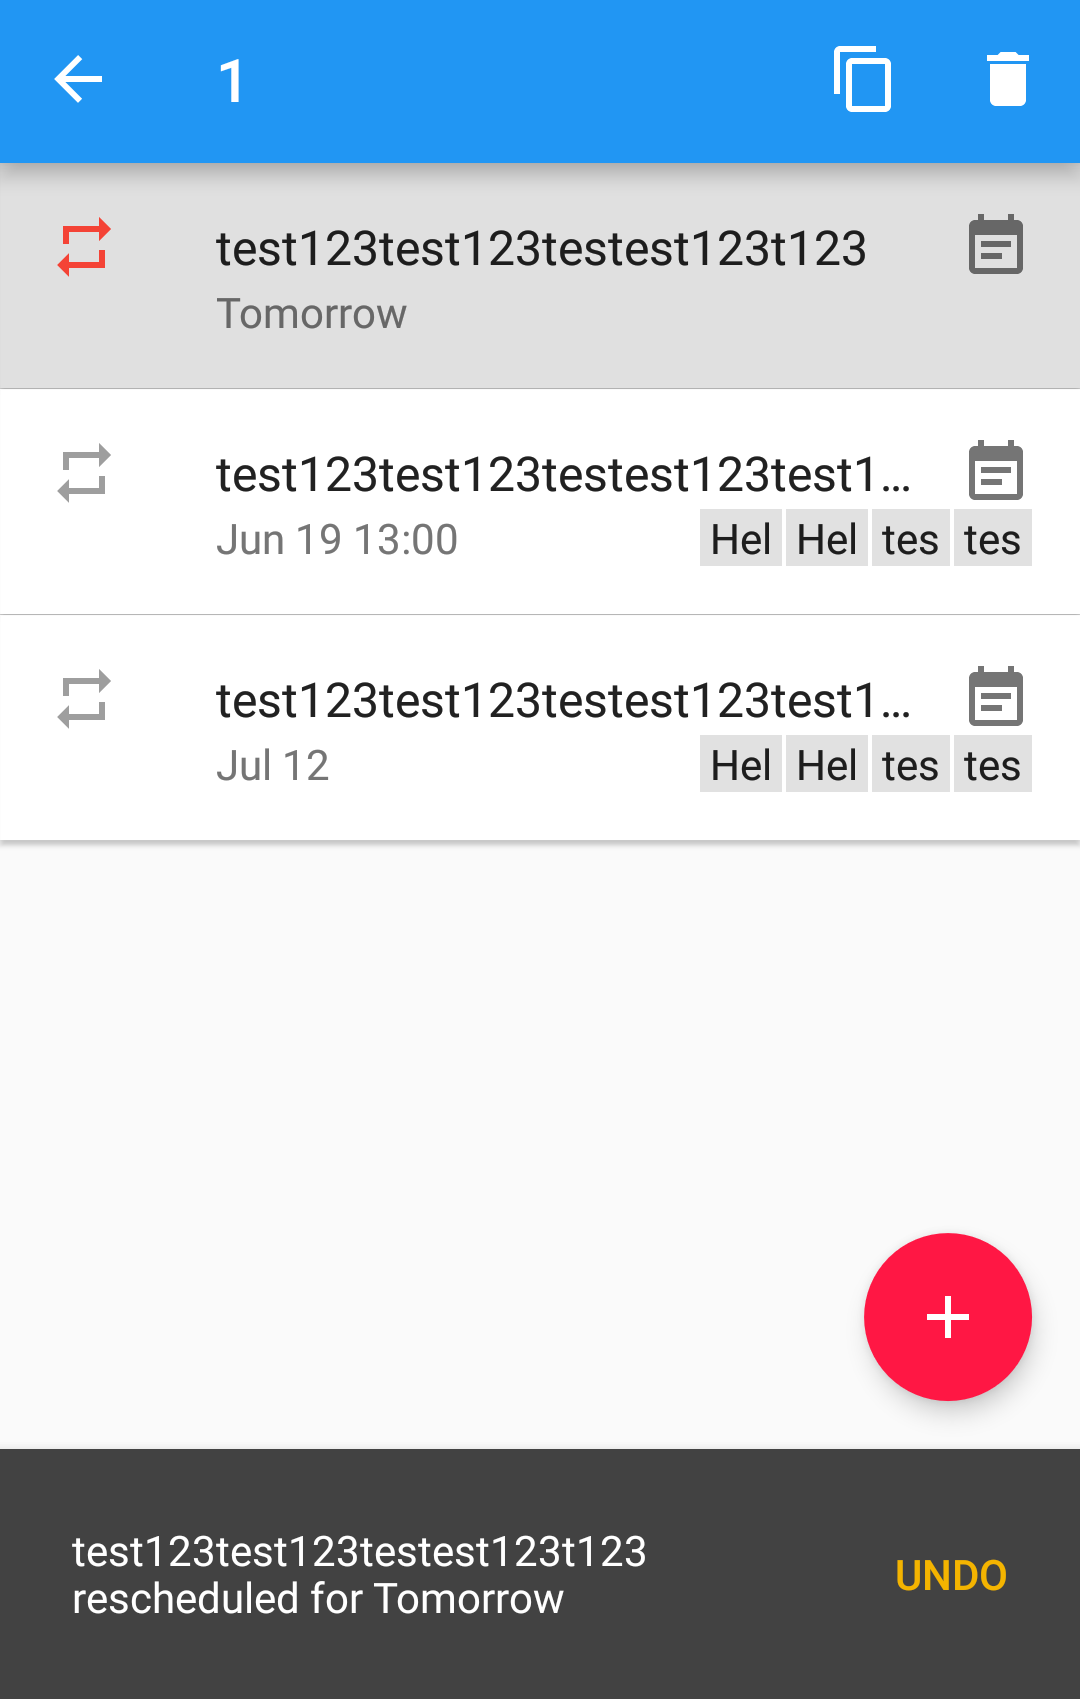 1
test123test123testest123t123
Tomorrow
test123test123testest123test1...
Jun 19 13:00 Hel Hel tes tes
test123test123testest123test1...
Jul 12 Hel Hel tes tes
test123test123testest123t123
rescheduled for Tomorrow
UNDO